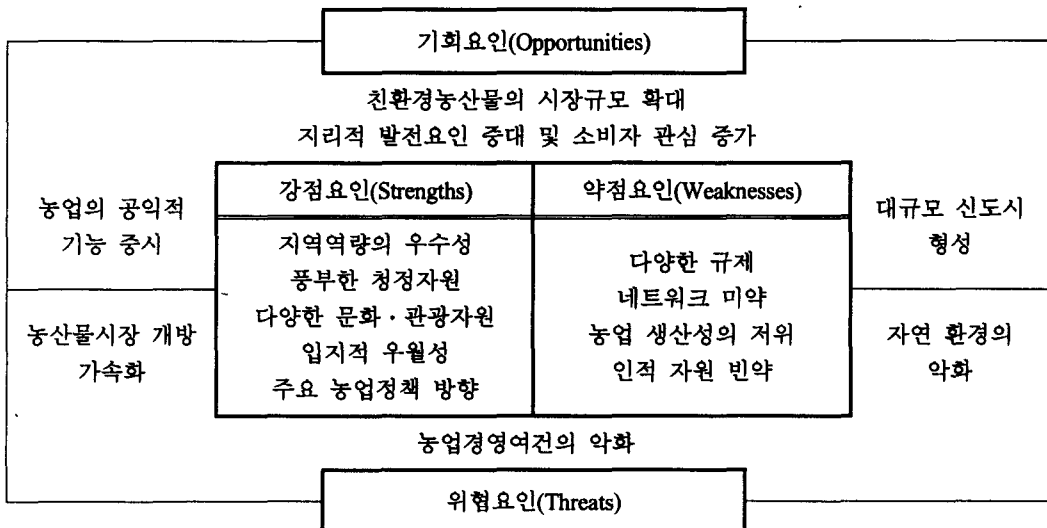 기회요인(Opportunities)
친환경농산물의 시장규모 확대
지리적 발전요인 증대 및 소비자 관심 증가
농업의 공익적
기능 중시
강점요인(Strengths)
지역역량의 우수성
풍부한 청정자원
다양한 문화·관광자원
입지적 우월성
주요 농업정책 방향
약점요인(Weaknesses)
다양한 규제
네트워크 미약
농업 생산성의 저위
인적 자원 빈약
대규모 신도시
형성
농산물시장 개방
가속화
자연 환경의
악화
농업경영여건의 악화
위협요인(Threats)